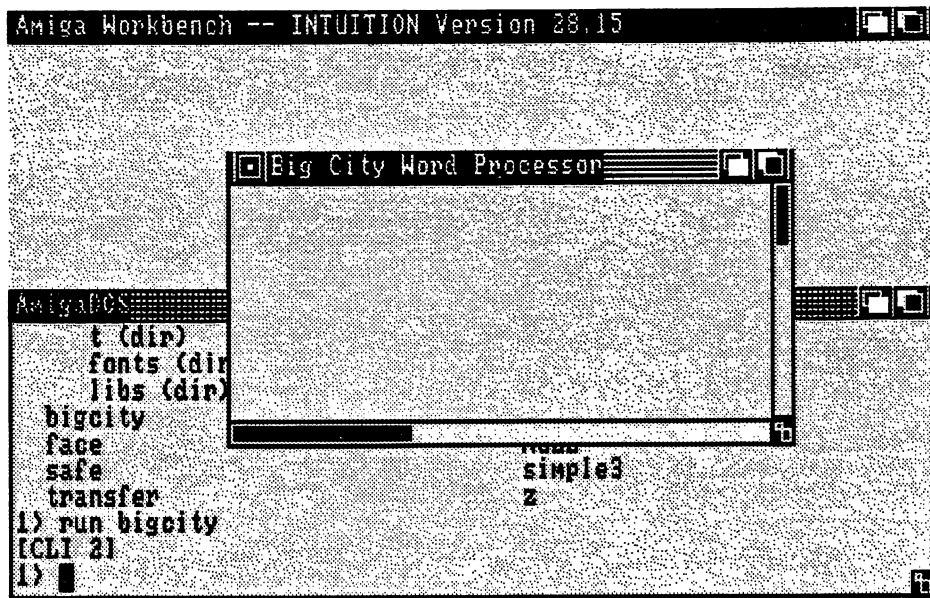 Amiga Workbench -- INTUITION Version 28.15
Big City Word Processor
AmigaDOS
t (dir)
fonts (dir
libs (dir)
bigcity
face
safe simple3
transfer z
1> run bigcity
[CLI 2]
1>